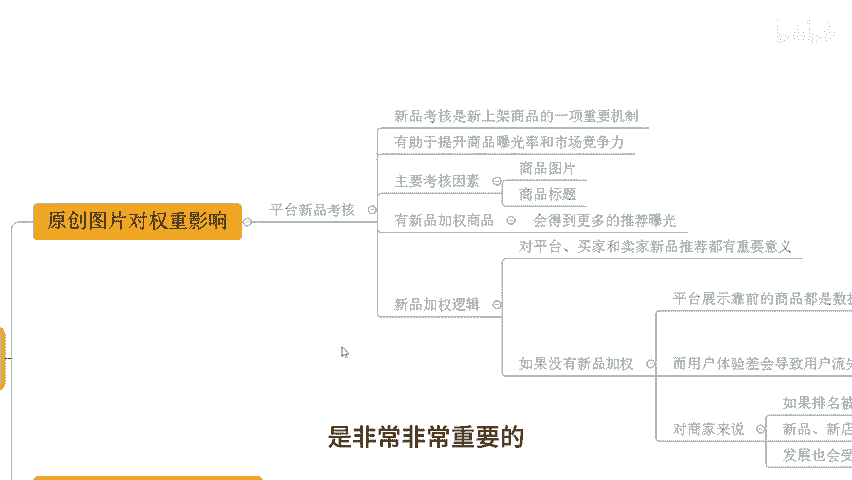 新品考核是新上架商品的一项重要机制
有助于提升商品曝光率和市场竞争力
商品图片
主要考核因素
商品标题
平台新品考核
原创图片对权重影响
有新品加权商品
会得到更多的推荐曝光
对平台、买家和卖家新品推荐都有重要意义
新品加权逻辑
平台展示靠前的商品都是数
如果没有新品加权
而用户体验差会导致用户流
如果排名被
对商家来说
新品、新店
发展也会受
是非常非常重要的